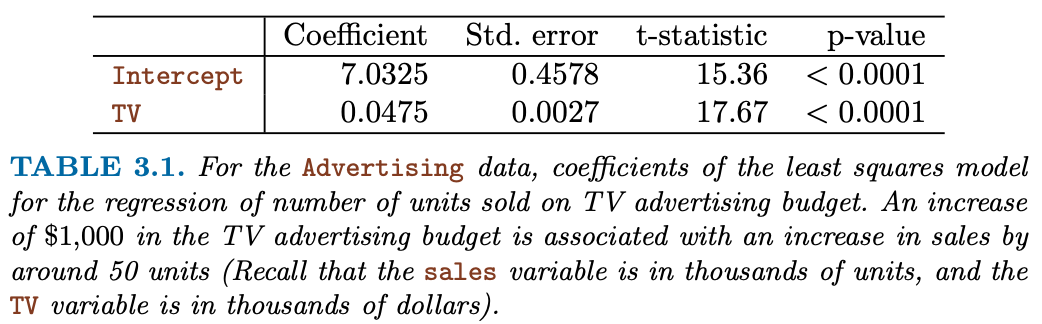 Coefficient Std. error t-statistic p-value
Intercept 7.0325 0.4578 15.36 < 0.0001
TV 0.0475 0.0027 17.67 < 0.0001
TABLE 3.1. For the Advertising data, coefficients of the least squares model
for the regression of number of units sold on TV advertising budget. An increase
of $1,000 in the TV advertising budget is associated with an increase in sales by
around 50 units (Recall that the sales variable is in thousands of units, and the
TV variable is in thousands of dollars).